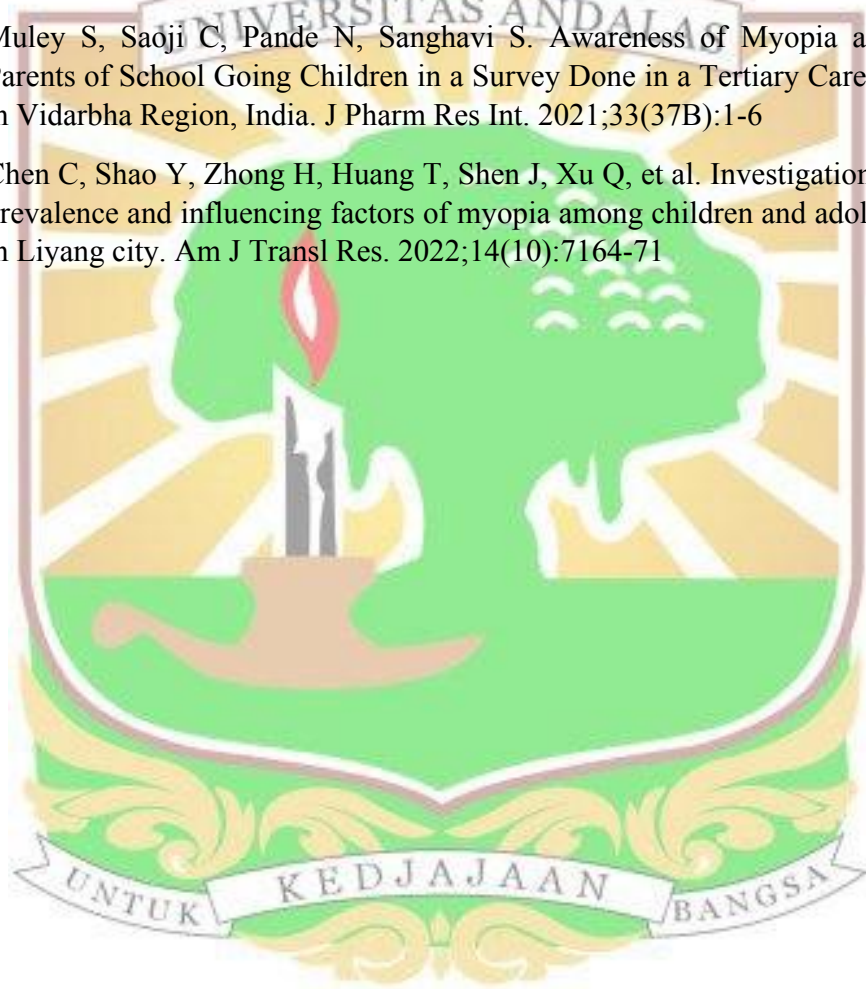 UNIVERSITAS ANDALAS
Muley S, Saoji C, Pande N, Sanghavi S. Awareness of Myopia a
Parents of School Going Children in a Survey Done in a Tertiary Care
n Vidarbha Region, India. J Pharm Res Int. 2021;33(37B):1-6
Chen C, Shao Y, Zhong H, Huang T, Shen J, Xu Q, et al. Investigation
prevalence and influencing factors of myopia among children and adol
n Liyang city. Am J Transl Res. 2022;14(10):7164-71
UNTUK KEDJAJAAN BANGSA